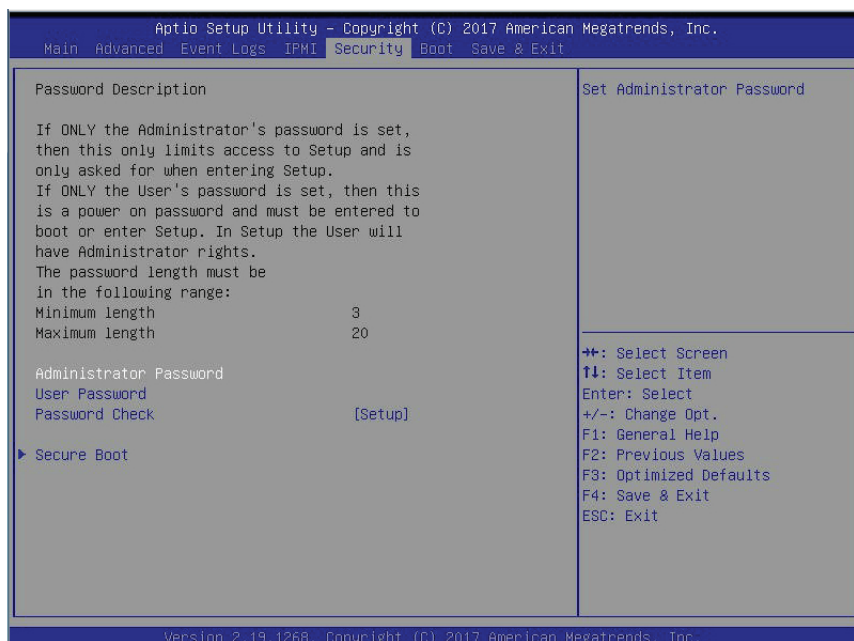 Aptio Setup Utility – Copyright (C) 2017 American Megatrends, Inc.
Main Advanced Event Logs IPMI Security Boot Save & Exit
Password Description
If ONLY the Administrator's password is set,
then this only limits access to Setup and is
only asked for when entering Setup.
If ONLY the User's password is set, then this
is a power on password and must be entered to
boot or enter Setup. In Setup the User will
have Administrator rights.
The password length must be
in the following range:
Minimum length 3
Maximum length 20
Administrator Password
User Password
Password Check [Setup]
Secure Boot
Set Administrator Password
→←: Select Screen
↑↓: Select Item
Enter: Select
+/-: Change Opt.
F1: General Help
F2: Previous Values
F3: Optimized Defaults
F4: Save & Exit
ESC: Exit
Version 2.19.1268. Copyright (C) 2017 American Megatrends, Inc.